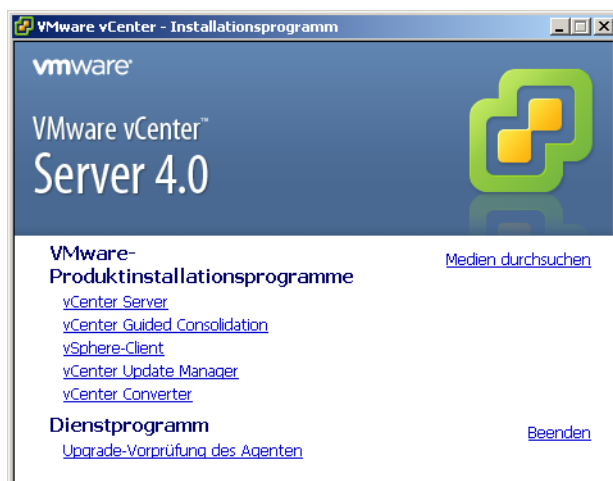 VMware vCenter - Installationsprogramm
vmware®
VMware vCenter™
Server 4.0
VMware-
Produktinstallationsprogramme
Medien durchsuchen
vCenter Server
vCenter Guided Consolidation
vSphere-Client
vCenter Update Manager
vCenter Converter
Dienstprogramm
Beenden
Upgrade-Vorprüfung des Agenten